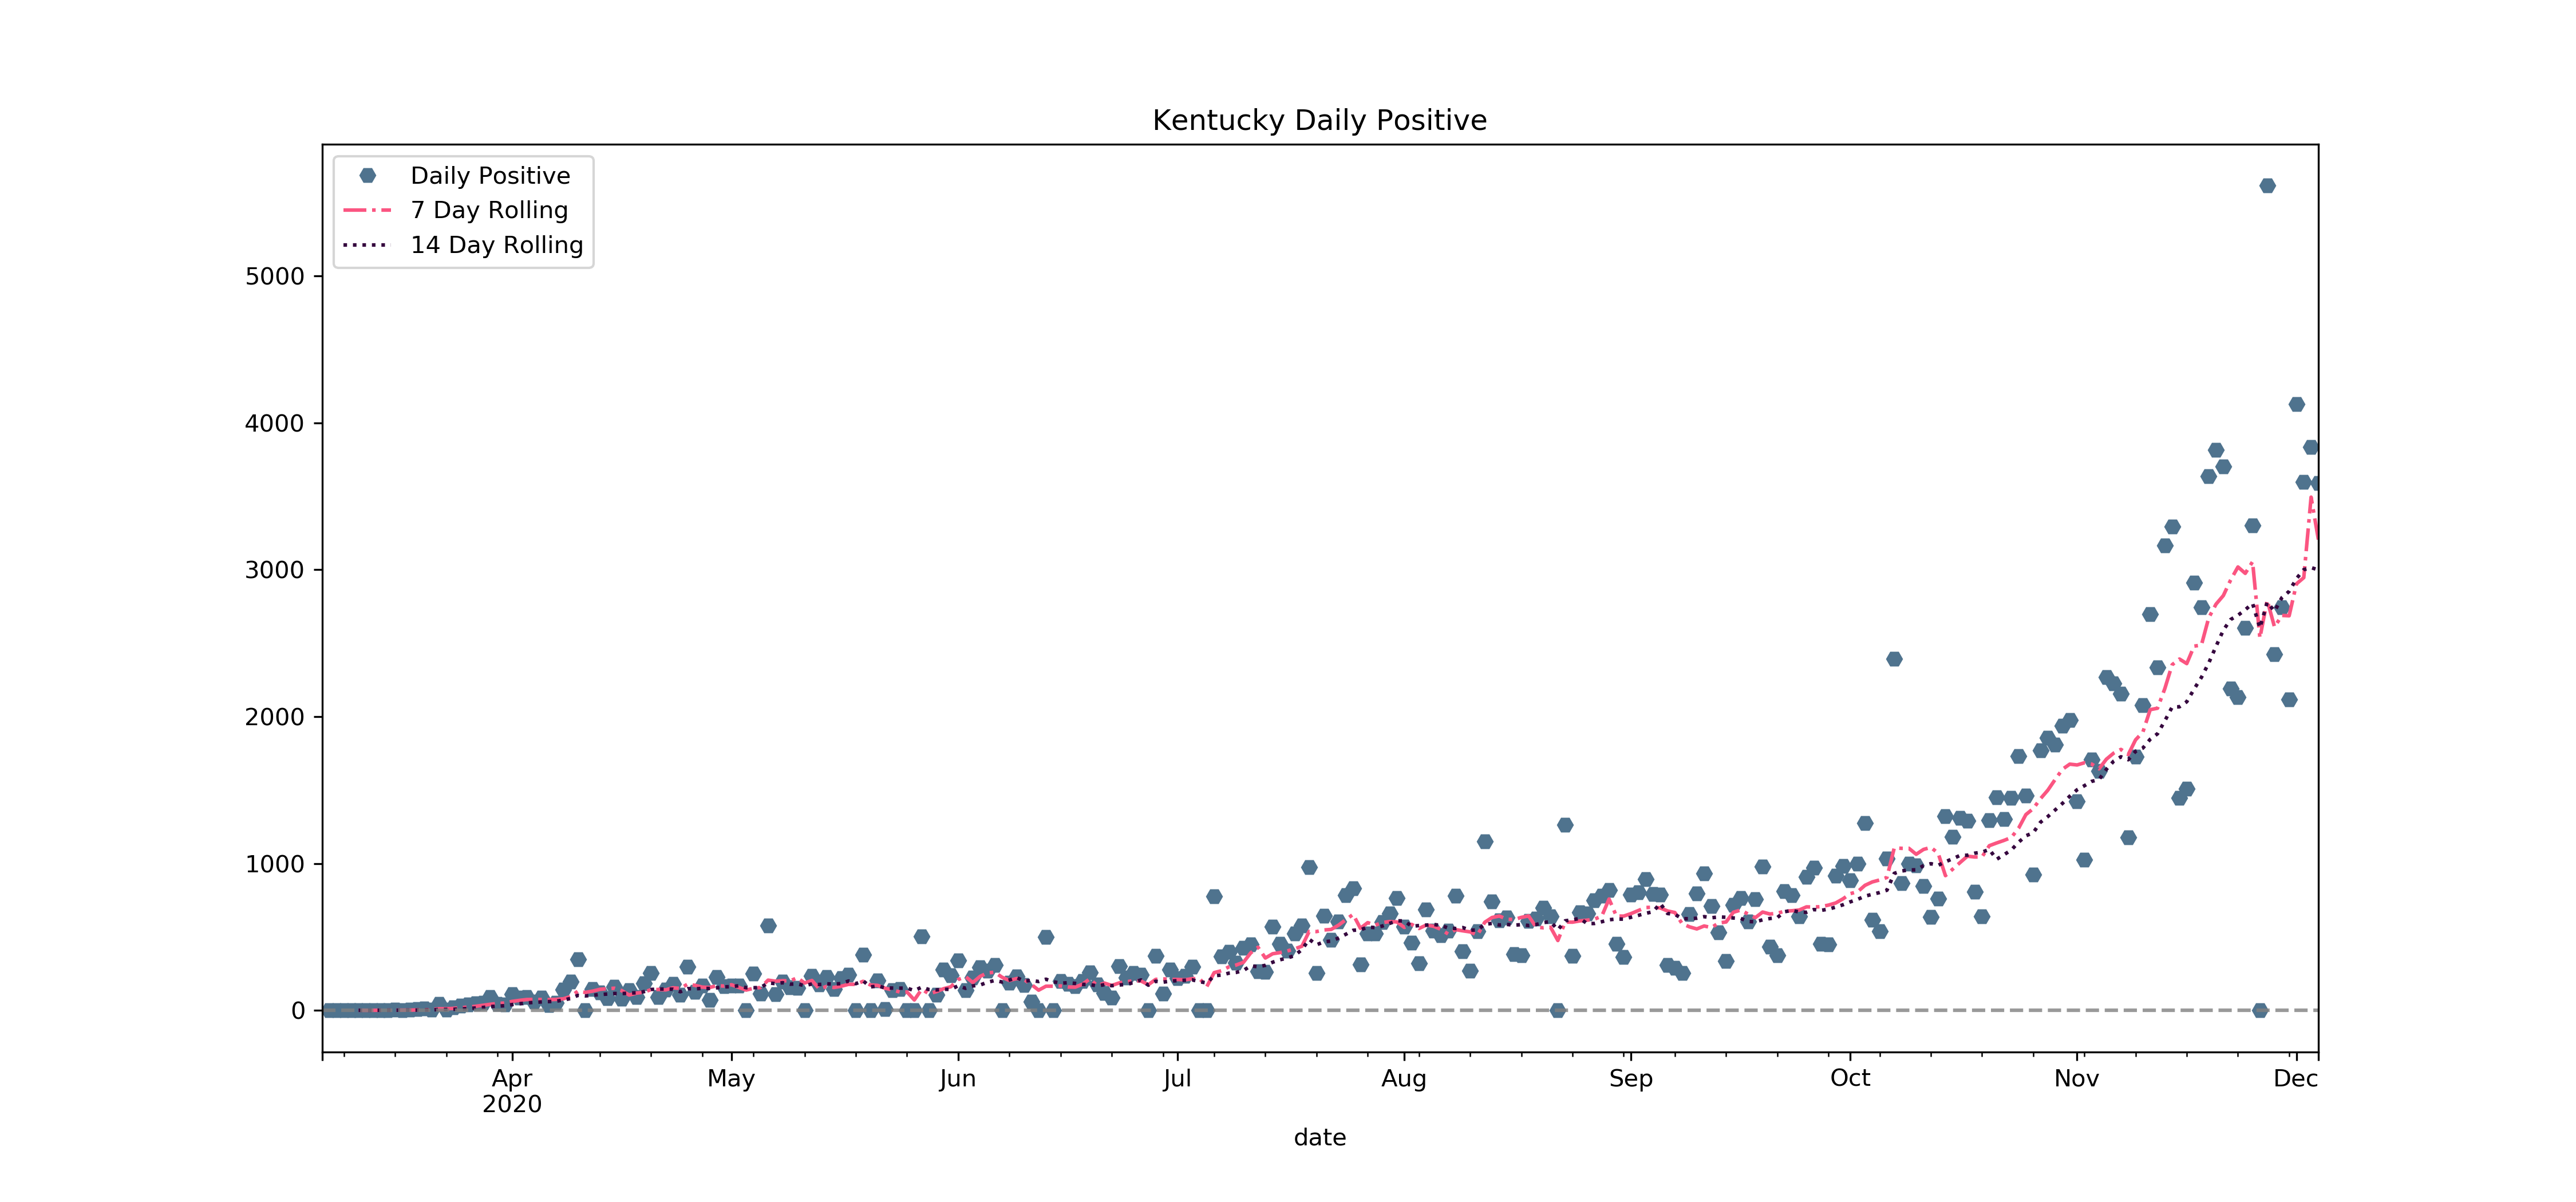 Kentucky Daily Positive
Daily Positive
7 Day Rolling
14 Day Rolling
5000
4000
3000
2000
1000
0
Apr May Jun Jul Aug Sep Oct Nov Dec
2020
date